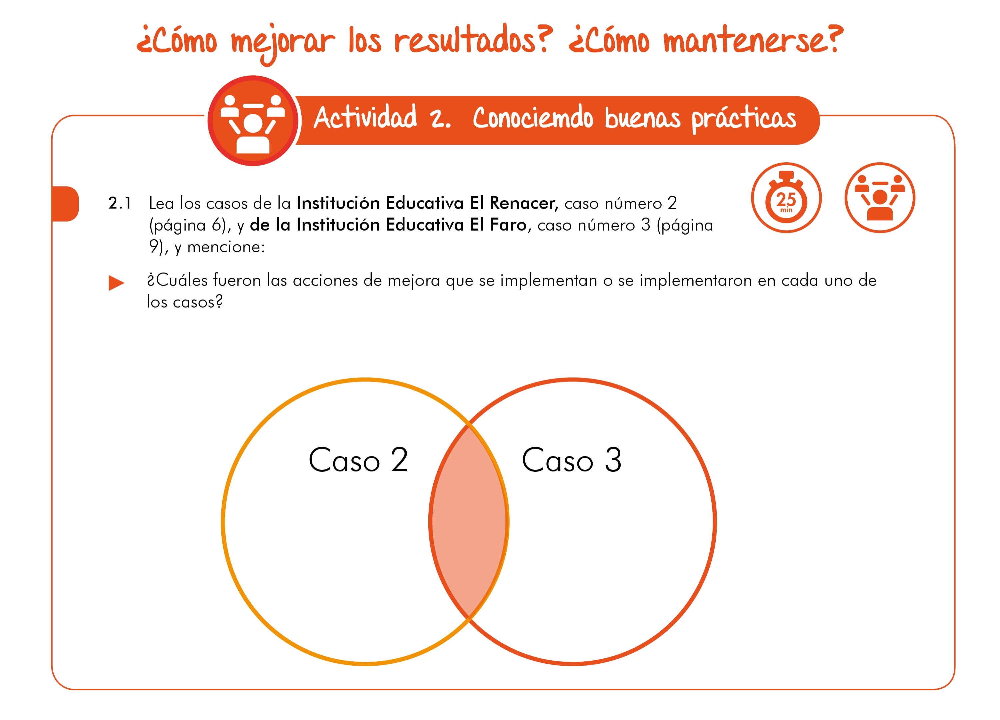 ¿Cómo mejorar los resultados? ¿Cómo mantenerse?
Actividad 2. Conociendo buenas prácticas
25
min
2.1 Lea los casos de la Institución Educativa El Renacer, caso número 2
(página 6), y de la Institución Educativa El Faro, caso número 3 (página
9), y mencione:
¿Cuáles fueron las acciones de mejora que se implementan o se implementaron en cada uno de
los casos?
Caso 2
Caso 3